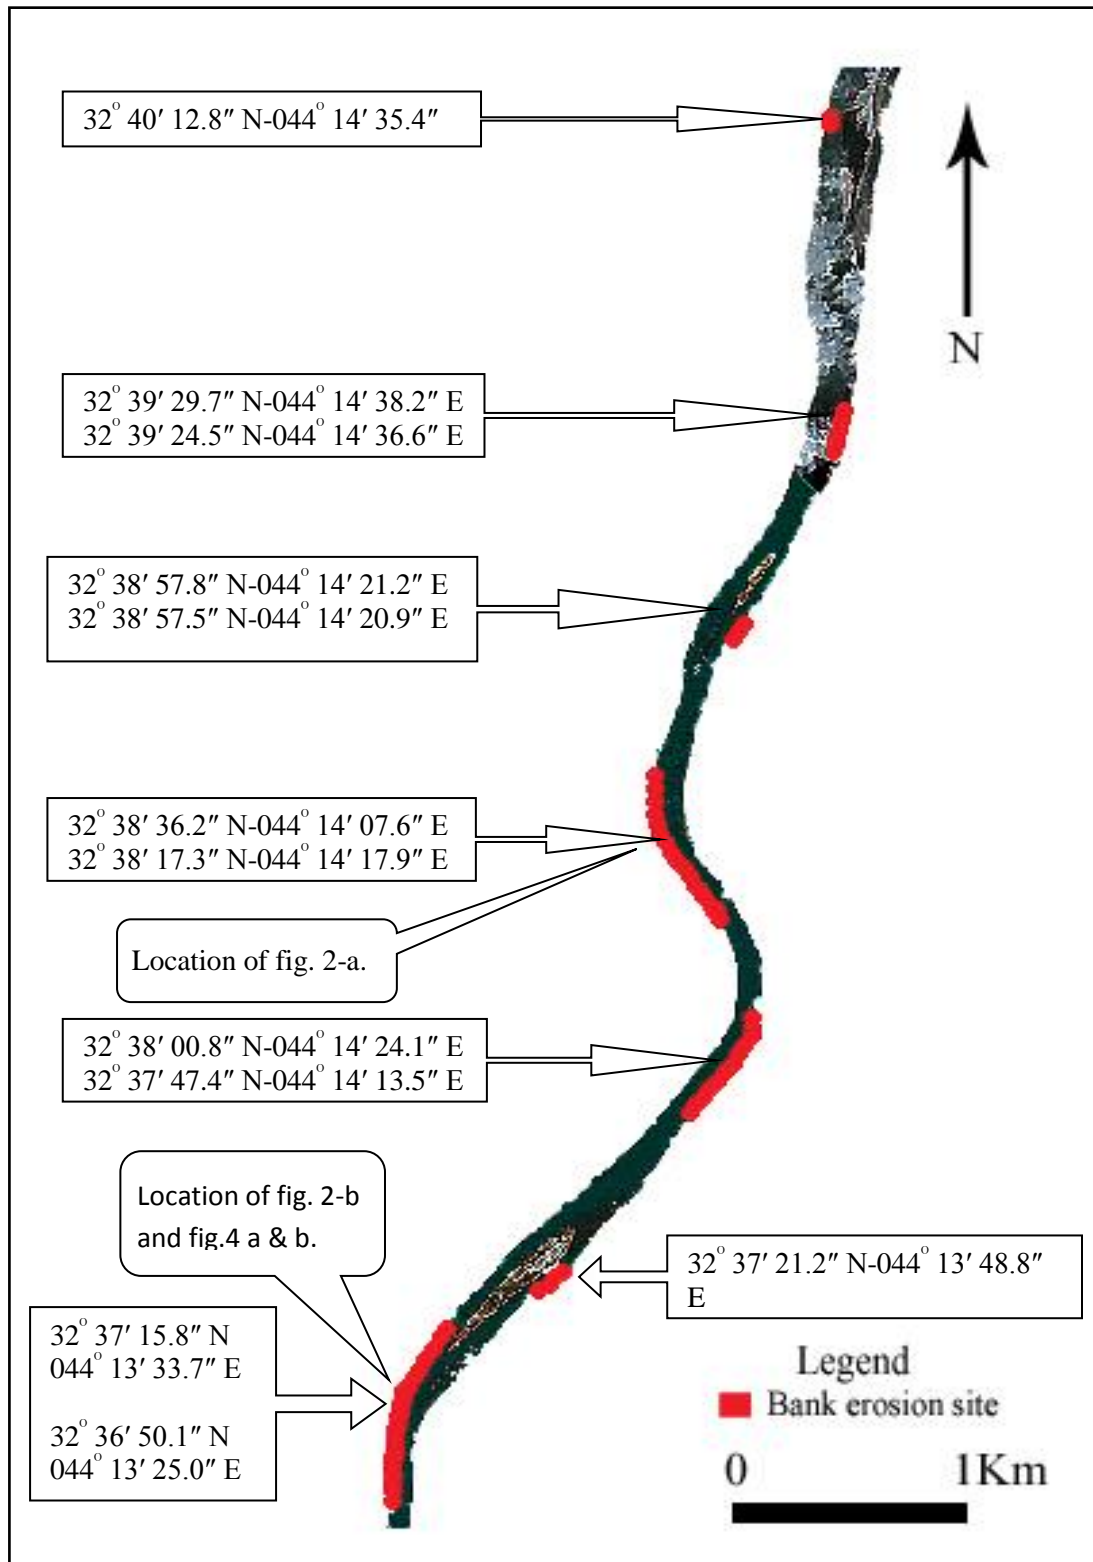 32° 40′ 12.8″ N-044° 14′ 35.4″
N
32° 39′ 29.7″ N-044° 14′ 38.2″ E
32° 39′ 24.5″ N-044° 14′ 36.6″ E
32° 38′ 57.8″ N-044° 14′ 21.2″ E
32° 38′ 57.5″ N-044° 14′ 20.9″ E
32° 38′ 36.2″ N-044° 14′ 07.6″ E
32° 38′ 17.3″ N-044° 14′ 17.9″ E
Location of fig. 2-a.
32° 38′ 00.8″ N-044° 14′ 24.1″ E
32° 37′ 47.4″ N-044° 14′ 13.5″ E
Location of fig. 2-b
and fig.4 a & b.
32° 37′ 21.2″ N-044° 13′ 48.8″
E
32° 37′ 15.8″ N
044° 13′ 33.7″ E
32° 36′ 50.1″ N
044° 13′ 25.0″ E
Legend
Bank erosion site
0 1Km